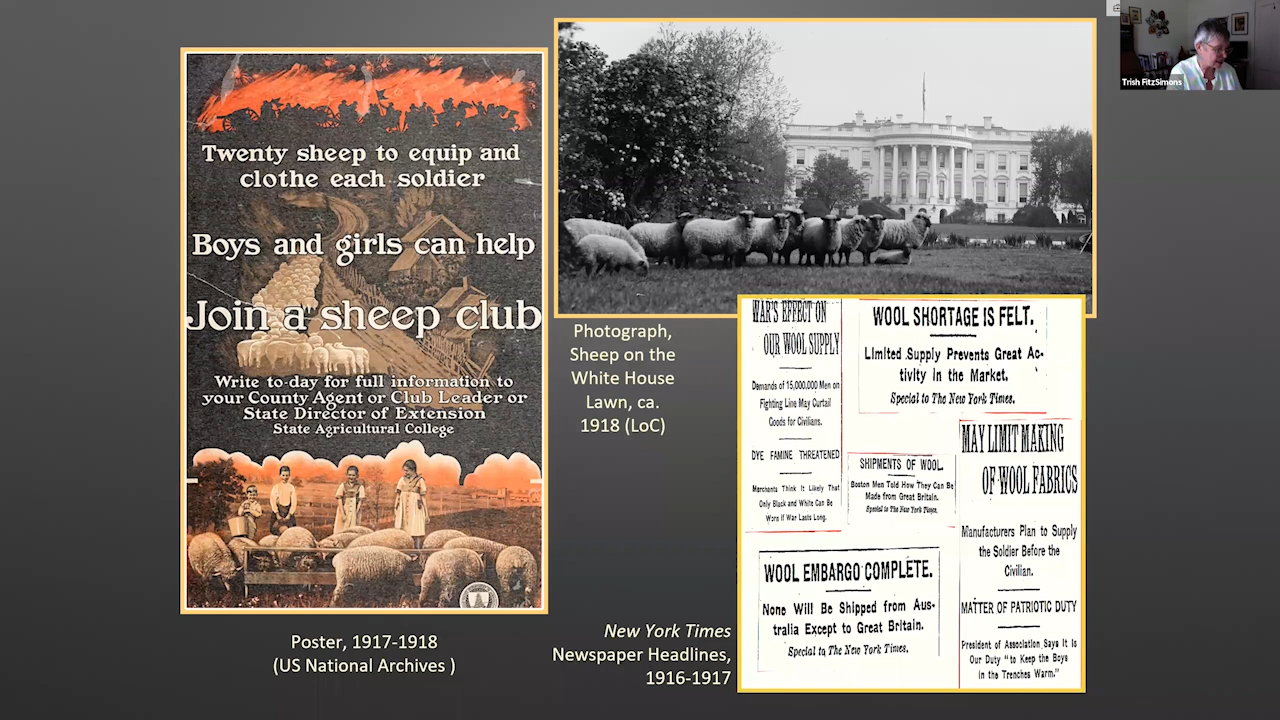 Twenty sheep to equip and
clothe each soldier
Boys and girls can help
Join a sheep club
Write to-day for full information to
your County Agent or Club Leader or
State Director of Extension
State Agricultural College
Poster, 1917-1918
(US National Archives )
Photograph,
Sheep on the
White House
Lawn, ca.
1918 (LoC)
WAR'S EFFECT ON
OUR WOOL SUPPLY
Demands of 15,000,000 Men on
Fighting Line May Curtail
Goods for Civilians.
DYE FAMINE THREATENED
Merchants Think It Likely That
Only Black and White Can Be
Worn if War Lasts Long.
WOOL SHORTAGE IS FELT.
Limited Supply Prevents Great Ac-
tivity in the Market.
Special to The New York Times.
SHIPMENTS OF WOOL.
Boston Men Told How They Can Be
Made from Great Britain.
Special to The New York Times.
MAY LIMIT MAKING
OF WOOL FABRICS
Manufacturers Plan to Supply
the Soldier Before the
Civilian.
MATTER OF PATRIOTIC DUTY
President of Association Says It Is
Our Duty "to Keep the Boys
in the Trenches Warm."
WOOL EMBARGO COMPLETE.
None Will Be Shipped from Aus-
tralia Except to Great Britain.
Special to The New York Times.
New York Times
Newspaper Headlines,
1916-1917
Trish FitzSimons